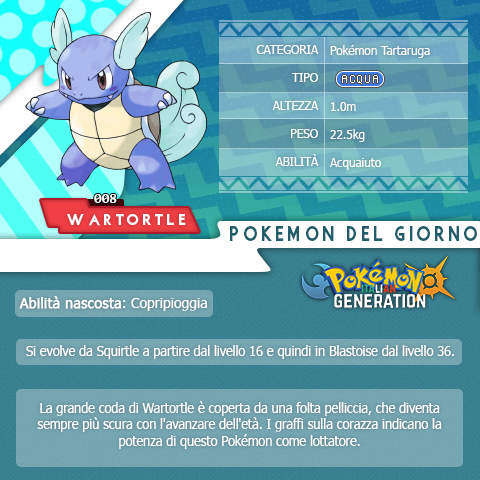 CATEGORIA Pokémon Tartaruga
TIPO ACQUA
ALTEZZA 1.0m
PESO 22.5kg
ABILITÀ Acquaiuto
008
WARTORTLE
POKEMON DEL GIORNO
Pokémon
ITALIAN
GENERATION
Abilità nascosta: Copripioggia
Si evolve da Squirtle a partire dal livello 16 e quindi in Blastoise dal livello 36.
La grande coda di Wartortle è coperta da una folta pelliccia, che diventa
sempre più scura con l'avanzare dell'età. I graffi sulla corazza indicano la
potenza di questo Pokémon come lottatore.